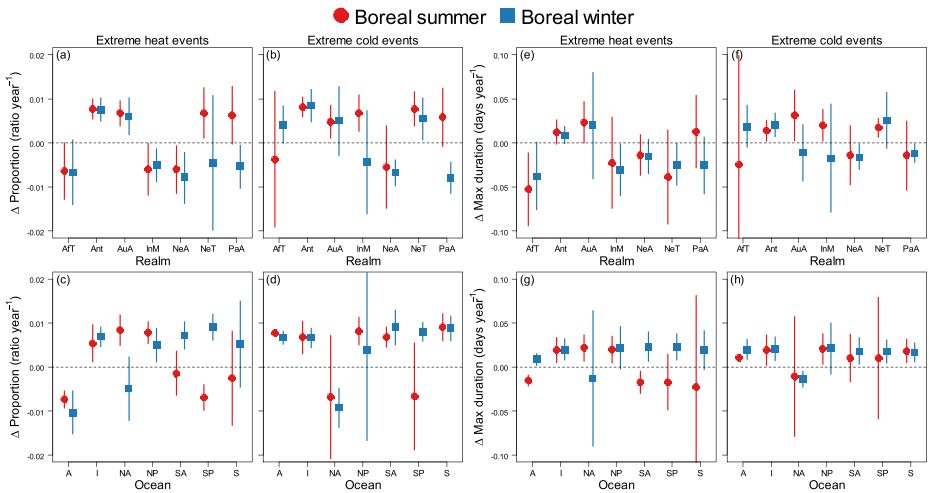 Boreal summer Boreal winter
Extreme heat events Extreme cold events Extreme heat events Extreme cold events
(a) (b) (e) (f)
Δ Proportion (ratio year⁻¹)
0.02
0.01
0.00
-0.01
-0.02
Δ Max duration (days year⁻¹)
0.10
0.05
0.00
-0.05
-0.10
AfT Ant AuA InM NeA NeT PaA
AfT Ant AuA InM NeA NeT PaA
AfT Ant AuA InM NeA NeT PaA
AfT Ant AuA InM NeA NeT PaA
Realm Realm Realm Realm
(c) (d) (g) (h)
Δ Proportion (ratio year⁻¹)
0.02
0.01
0.00
-0.01
-0.02
Δ Max duration (days year⁻¹)
0.10
0.05
0.00
-0.05
-0.10
A I NA NP SA SP S
A I NA NP SA SP S
A I NA NP SA SP S
A I NA NP SA SP S
Ocean Ocean Ocean Ocean